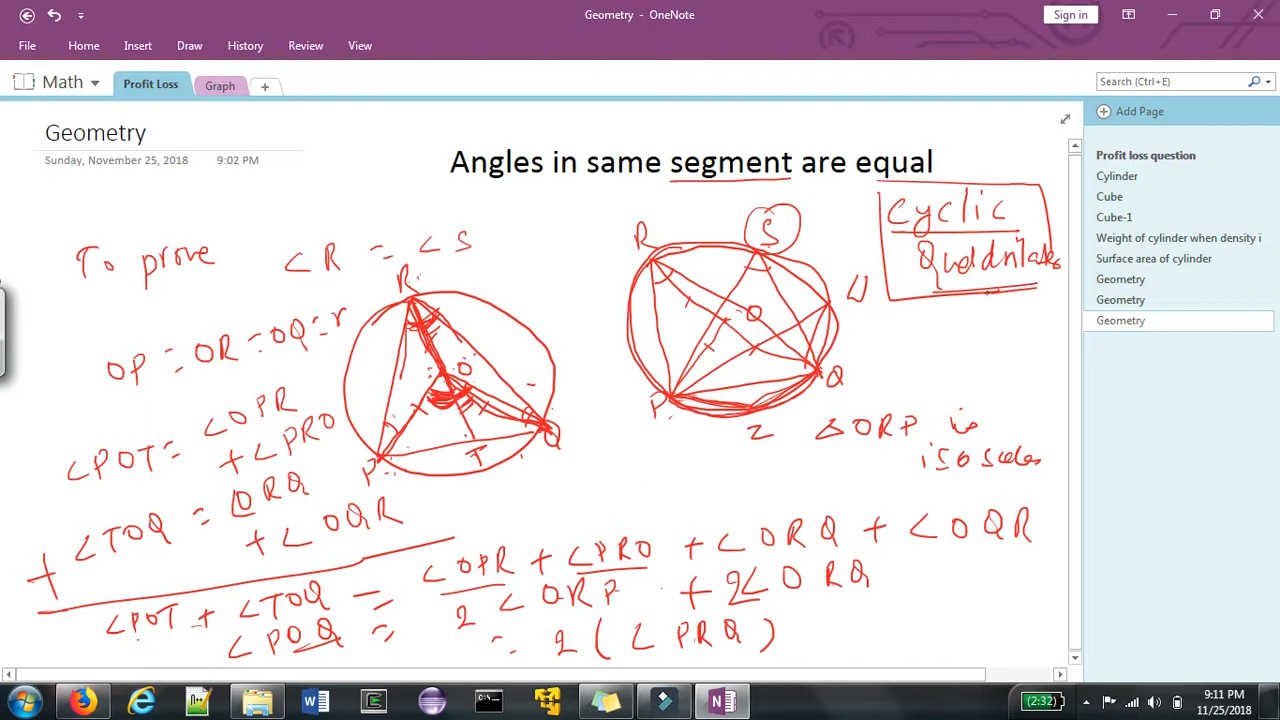 Geometry - OneNote
Sign in
File Home Insert Draw History Review View
Math Profit Loss Graph +
Search (Ctrl+E)
Add Page
Profit loss question
Cylinder
Cube
Cube-1
Weight of cylinder when density i
Surface area of cylinder
Geometry
Geometry
Geometry
Geometry
Sunday, November 25, 2018 9:02 PM
Angles in same segment are equal
Cyclic
To prove ∠R = ∠S
OP = OR = OQ = r
∠POT = ∠OPR
+ ∠PRO
∠TOQ = ORQ
+ ∠OQR
R
O
P
T
Q
R
S
O
P
Q
△ORP is
+
∠POT + ∠TOQ = ∠OPR + ∠PRO + ∠ORQ + ∠OQR
2∠ORP + 2∠ORQ
∠POQ = = 2(∠PRQ)
(2:32)
9:11 PM
11/25/2018